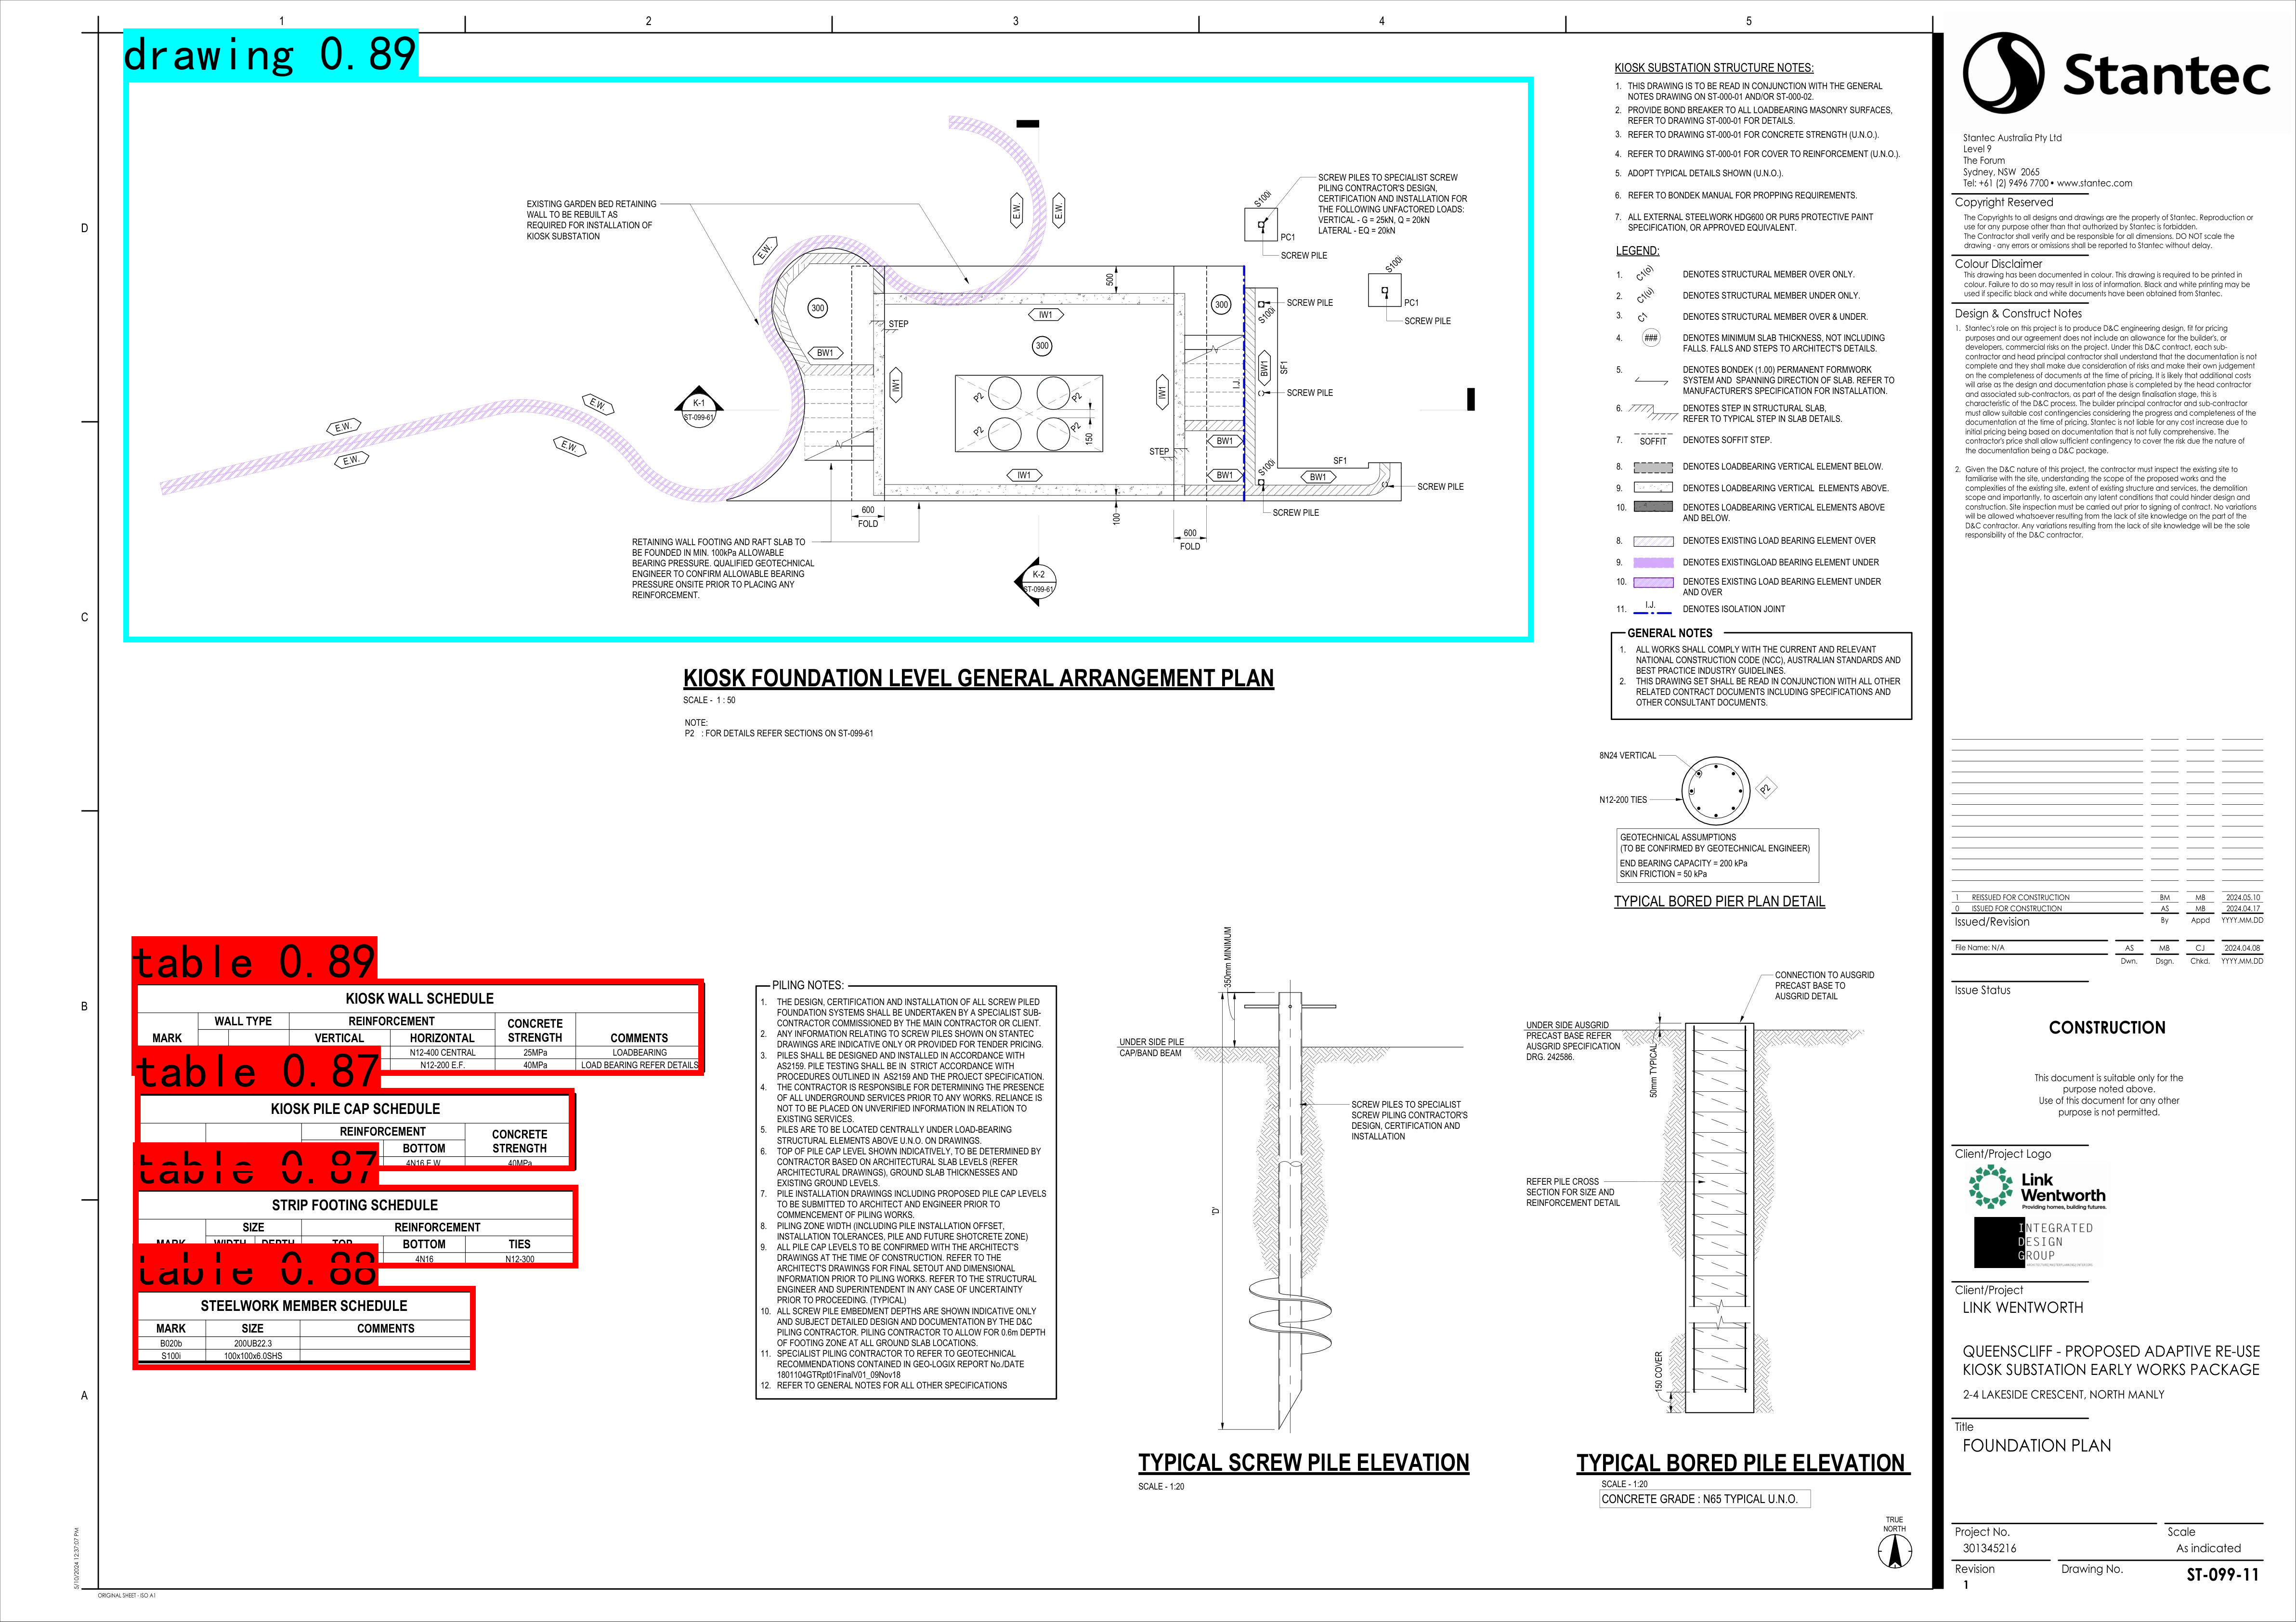 1
2
3
4
5
drawing 0.89
D
C
B
A
EXISTING GARDEN BED RETAINING
WALL TO BE REBUILT AS
REQUIRED FOR INSTALLATION OF
KIOSK SUBSTATION
SCREW PILES TO SPECIALIST SCREW
PILING CONTRACTOR'S DESIGN,
CERTIFICATION AND INSTALLATION FOR
THE FOLLOWING UNFACTORED LOADS:
VERTICAL - G = 25kN, Q = 20kN
LATERAL - EQ = 20kN
E.W.
E.W.
E.W.
S100i
PC1
SCREW PILE
S100i
PC1
SCREW PILE
500
300
STEP
IW1
300
300
SCREW PILE
S100i
BW1
IW1
IW1
I.J.
BW1
SF1
SCREW PILE
P2
P2
P2
P2
150
K-1
ST-099-61
E.W.
E.W.
E.W.
E.W.
BW1
STEP
IW1
BW1
S100i
SF1
BW1
SCREW PILE
SCREW PILE
600
FOLD
100
600
FOLD
RETAINING WALL FOOTING AND RAFT SLAB TO
BE FOUNDED IN MIN. 100kPa ALLOWABLE
BEARING PRESSURE. QUALIFIED GEOTECHNICAL
ENGINEER TO CONFIRM ALLOWABLE BEARING
PRESSURE ONSITE PRIOR TO PLACING ANY
REINFORCEMENT.
K-2
ST-099-61
KIOSK FOUNDATION LEVEL GENERAL ARRANGEMENT PLAN
SCALE - 1 : 50
NOTE:
P2 : FOR DETAILS REFER SECTIONS ON ST-099-61
table 0.89
KIOSK WALL SCHEDULE
MARK WALL TYPE REINFORCEMENT CONCRETE STRENGTH COMMENTS
VERTICAL HORIZONTAL
N12-400 CENTRAL 25MPa LOADBEARING
N12-200 E.F. 40MPa LOAD BEARING REFER DETAILS
table 0.87
KIOSK PILE CAP SCHEDULE
REINFORCEMENT CONCRETE STRENGTH
BOTTOM
4N16 E.W. 40MPa
table 0.87
STRIP FOOTING SCHEDULE
SIZE REINFORCEMENT
MARK WIDTH DEPTH TOP BOTTOM TIES
4N16 N12-300
table 0.88
STEELWORK MEMBER SCHEDULE
MARK SIZE COMMENTS
B020b 200UB22.3
S100i 100x100x6.0SHS
PILING NOTES:
1. THE DESIGN, CERTIFICATION AND INSTALLATION OF ALL SCREW PILED
FOUNDATION SYSTEMS SHALL BE UNDERTAKEN BY A SPECIALIST SUB-
CONTRACTOR COMMISSIONED BY THE MAIN CONTRACTOR OR CLIENT.
2. ANY INFORMATION RELATING TO SCREW PILES SHOWN ON STANTEC
DRAWINGS ARE INDICATIVE ONLY OR PROVIDED FOR TENDER PRICING.
3. PILES SHALL BE DESIGNED AND INSTALLED IN ACCORDANCE WITH
AS2159. PILE TESTING SHALL BE IN STRICT ACCORDANCE WITH
PROCEDURES OUTLINED IN AS2159 AND THE PROJECT SPECIFICATION.
4. THE CONTRACTOR IS RESPONSIBLE FOR DETERMINING THE PRESENCE
OF ALL UNDERGROUND SERVICES PRIOR TO ANY WORKS. RELIANCE IS
NOT TO BE PLACED ON UNVERIFIED INFORMATION IN RELATION TO
EXISTING SERVICES.
5. PILES ARE TO BE LOCATED CENTRALLY UNDER LOAD-BEARING
STRUCTURAL ELEMENTS ABOVE U.N.O. ON DRAWINGS.
6. TOP OF PILE CAP LEVEL SHOWN INDICATIVELY, TO BE DETERMINED BY
CONTRACTOR BASED ON ARCHITECTURAL SLAB LEVELS (REFER
ARCHITECTURAL DRAWINGS), GROUND SLAB THICKNESSES AND
EXISTING GROUND LEVELS.
7. PILE INSTALLATION DRAWINGS INCLUDING PROPOSED PILE CAP LEVELS
TO BE SUBMITTED TO ARCHITECT AND ENGINEER PRIOR TO
COMMENCEMENT OF PILING WORKS.
8. PILING ZONE WIDTH (INCLUDING PILE INSTALLATION OFFSET,
INSTALLATION TOLERANCES, PILE AND FUTURE SHOTCRETE ZONE)
9. ALL PILE CAP LEVELS TO BE CONFIRMED WITH THE ARCHITECT'S
DRAWINGS AT THE TIME OF CONSTRUCTION. REFER TO THE
ARCHITECT'S DRAWINGS FOR FINAL SETOUT AND DIMENSIONAL
INFORMATION PRIOR TO PILING WORKS. REFER TO THE STRUCTURAL
ENGINEER AND SUPERINTENDENT IN ANY CASE OF UNCERTAINTY
PRIOR TO PROCEEDING. (TYPICAL)
10. ALL SCREW PILE EMBEDMENT DEPTHS ARE SHOWN INDICATIVE ONLY
AND SUBJECT DETAILED DESIGN AND DOCUMENTATION BY THE D&C
PILING CONTRACTOR. PILING CONTRACTOR TO ALLOW FOR 0.6m DEPTH
OF FOOTING ZONE AT ALL GROUND SLAB LOCATIONS.
11. SPECIALIST PILING CONTRACTOR TO REFER TO GEOTECHNICAL
RECOMMENDATIONS CONTAINED IN GEO-LOGIX REPORT No./DATE
1801104GTRpt01FinalV01_09Nov18
12. REFER TO GENERAL NOTES FOR ALL OTHER SPECIFICATIONS
350mm MINIMUM
UNDER SIDE PILE
CAP/BAND BEAM
SCREW PILES TO SPECIALIST
SCREW PILING CONTRACTOR'S
DESIGN, CERTIFICATION AND
INSTALLATION
'D'
TYPICAL SCREW PILE ELEVATION
SCALE - 1:20
CONNECTION TO AUSGRID
PRECAST BASE TO
AUSGRID DETAIL
UNDER SIDE AUSGRID
PRECAST BASE REFER
AUSGRID SPECIFICATION
DRG. 242586.
50mm TYPICAL
REFER PILE CROSS
SECTION FOR SIZE AND
REINFORCEMENT DETAIL
150 COVER
TYPICAL BORED PILE ELEVATION
SCALE - 1:20
CONCRETE GRADE : N65 TYPICAL U.N.O.
TRUE
NORTH
KIOSK SUBSTATION STRUCTURE NOTES:
1. THIS DRAWING IS TO BE READ IN CONJUNCTION WITH THE GENERAL
NOTES DRAWING ON ST-000-01 AND/OR ST-000-02.
2. PROVIDE BOND BREAKER TO ALL LOADBEARING MASONRY SURFACES,
REFER TO DRAWING ST-000-01 FOR DETAILS.
3. REFER TO DRAWING ST-000-01 FOR CONCRETE STRENGTH (U.N.O.).
4. REFER TO DRAWING ST-000-01 FOR COVER TO REINFORCEMENT (U.N.O.).
5. ADOPT TYPICAL DETAILS SHOWN (U.N.O.).
6. REFER TO BONDEK MANUAL FOR PROPPING REQUIREMENTS.
7. ALL EXTERNAL STEELWORK HDG600 OR PUR5 PROTECTIVE PAINT
SPECIFICATION, OR APPROVED EQUIVALENT.
LEGEND:
1. C1(o) DENOTES STRUCTURAL MEMBER OVER ONLY.
2. C1(u) DENOTES STRUCTURAL MEMBER UNDER ONLY.
3. C1 DENOTES STRUCTURAL MEMBER OVER & UNDER.
4. ### DENOTES MINIMUM SLAB THICKNESS, NOT INCLUDING
FALLS. FALLS AND STEPS TO ARCHITECT'S DETAILS.
5. DENOTES BONDEK (1.00) PERMANENT FORMWORK
SYSTEM AND SPANNING DIRECTION OF SLAB. REFER TO
MANUFACTURER'S SPECIFICATION FOR INSTALLATION.
6. DENOTES STEP IN STRUCTURAL SLAB,
REFER TO TYPICAL STEP IN SLAB DETAILS.
7. SOFFIT DENOTES SOFFIT STEP.
8. DENOTES LOADBEARING VERTICAL ELEMENT BELOW.
9. DENOTES LOADBEARING VERTICAL ELEMENTS ABOVE.
10. DENOTES LOADBEARING VERTICAL ELEMENTS ABOVE
AND BELOW.
8. DENOTES EXISTING LOAD BEARING ELEMENT OVER
9. DENOTES EXISTINGLOAD BEARING ELEMENT UNDER
10. DENOTES EXISTING LOAD BEARING ELEMENT UNDER
AND OVER
11. I.J. DENOTES ISOLATION JOINT
GENERAL NOTES
1. ALL WORKS SHALL COMPLY WITH THE CURRENT AND RELEVANT
NATIONAL CONSTRUCTION CODE (NCC), AUSTRALIAN STANDARDS AND
BEST PRACTICE INDUSTRY GUIDELINES.
2. THIS DRAWING SET SHALL BE READ IN CONJUNCTION WITH ALL OTHER
RELATED CONTRACT DOCUMENTS INCLUDING SPECIFICATIONS AND
OTHER CONSULTANT DOCUMENTS.
8N24 VERTICAL
N12-200 TIES
P2
GEOTECHNICAL ASSUMPTIONS
(TO BE CONFIRMED BY GEOTECHNICAL ENGINEER)
END BEARING CAPACITY = 200 kPa
SKIN FRICTION = 50 kPa
TYPICAL BORED PIER PLAN DETAIL
Stantec
Stantec Australia Pty Ltd
Level 9
The Forum
Sydney, NSW 2065
Tel: +61 (2) 9496 7700 • www.stantec.com
Copyright Reserved
The Copyrights to all designs and drawings are the property of Stantec. Reproduction or
use for any purpose other than that authorized by Stantec is forbidden.
The Contractor shall verify and be responsible for all dimensions. DO NOT scale the
drawing - any errors or omissions shall be reported to Stantec without delay.
Colour Disclaimer
This drawing has been documented in colour. This drawing is required to be printed in
colour. Failure to do so may result in loss of information. Black and white printing may be
used if specific black and white documents have been obtained from Stantec.
Design & Construct Notes
1. Stantec's role on this project is to produce D&C engineering design, fit for pricing
purposes and our agreement does not include an allowance for the builder's, or
developers, commercial risks on the project. Under this D&C contract, each sub-
contractor and head principal contractor shall understand that the documentation is not
complete and they shall make due consideration of risks and make their own judgement
on the completeness of documents at the time of pricing. It is likely that additional costs
will arise as the design and documentation phase is completed by the head contractor
and associated sub-contractors, as part of the design finalisation stage, this is
characteristic of the D&C process. The builder principal contractor and sub-contractor
must allow suitable cost contingencies considering the progress and completeness of the
documentation at the time of pricing. Stantec is not liable for any cost increase due to
initial pricing being based on documentation that is not fully comprehensive. The
contractor's price shall allow sufficient contingency to cover the risk due the nature of
the documentation being a D&C package.
2. Given the D&C nature of this project, the contractor must inspect the existing site to
familiarise with the site, understanding the scope of the proposed works and the
complexities of the existing site, extent of existing structure and services, the demolition
scope and importantly, to ascertain any latent conditions that could hinder design and
construction. Site inspection must be carried out prior to signing of contract. No variations
will be allowed whatsoever resulting from the lack of site knowledge on the part of the
D&C contractor. Any variations resulting from the lack of site knowledge will be the sole
responsibility of the D&C contractor.
1 REISSUED FOR CONSTRUCTION BM MB 2024.05.10
0 ISSUED FOR CONSTRUCTION AS MB 2024.04.17
Issued/Revision By Appd YYYY.MM.DD
File Name: N/A AS MB CJ 2024.04.08
Dwn. Dsgn. Chkd. YYYY.MM.DD
Issue Status
CONSTRUCTION
This document is suitable only for the
purpose noted above.
Use of this document for any other
purpose is not permitted.
Client/Project Logo
Link
Wentworth
Providing homes, building futures.
INTEGRATED
DESIGN
GROUP
Client/Project
LINK WENTWORTH
QUEENSCLIFF - PROPOSED ADAPTIVE RE-USE
KIOSK SUBSTATION EARLY WORKS PACKAGE
2-4 LAKESIDE CRESCENT, NORTH MANLY
Title
FOUNDATION PLAN
Project No. Scale
301345216 As indicated
Revision Drawing No.
1 ST-099-11
5/10/2024 12:37:07 PM
ORIGINAL SHEET - ISO A1